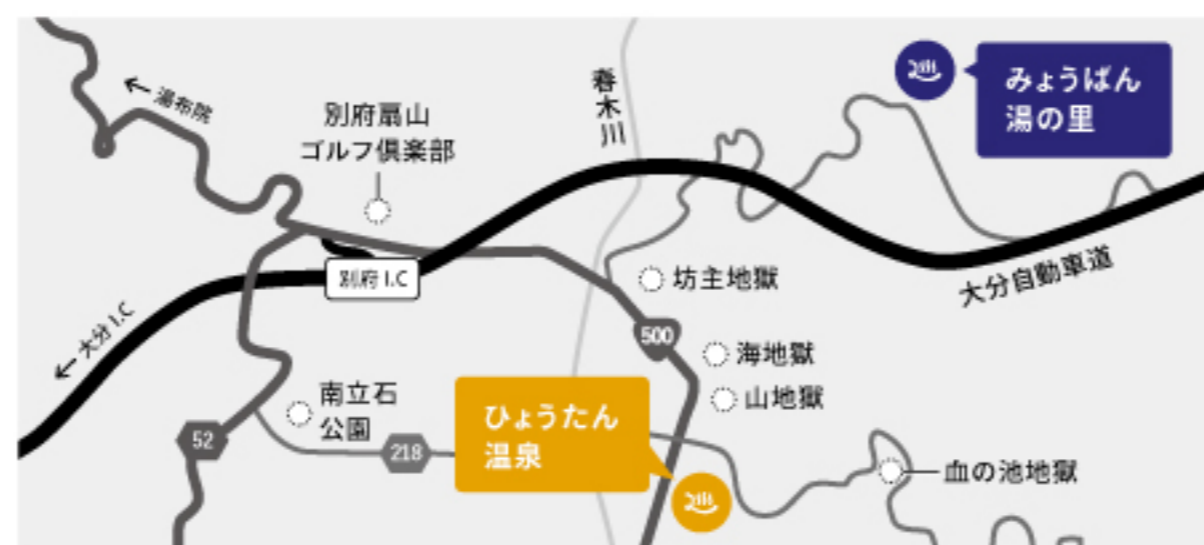 ← 湯布院
別府扇山
ゴルフ倶楽部
春木川
みょうばん
湯の里
別府 I.C
← 大分 I.C
坊主地獄
大分自動車道
500
海地獄
山地獄
南立石
公園
52
218
ひょうたん
温泉
血の池地獄